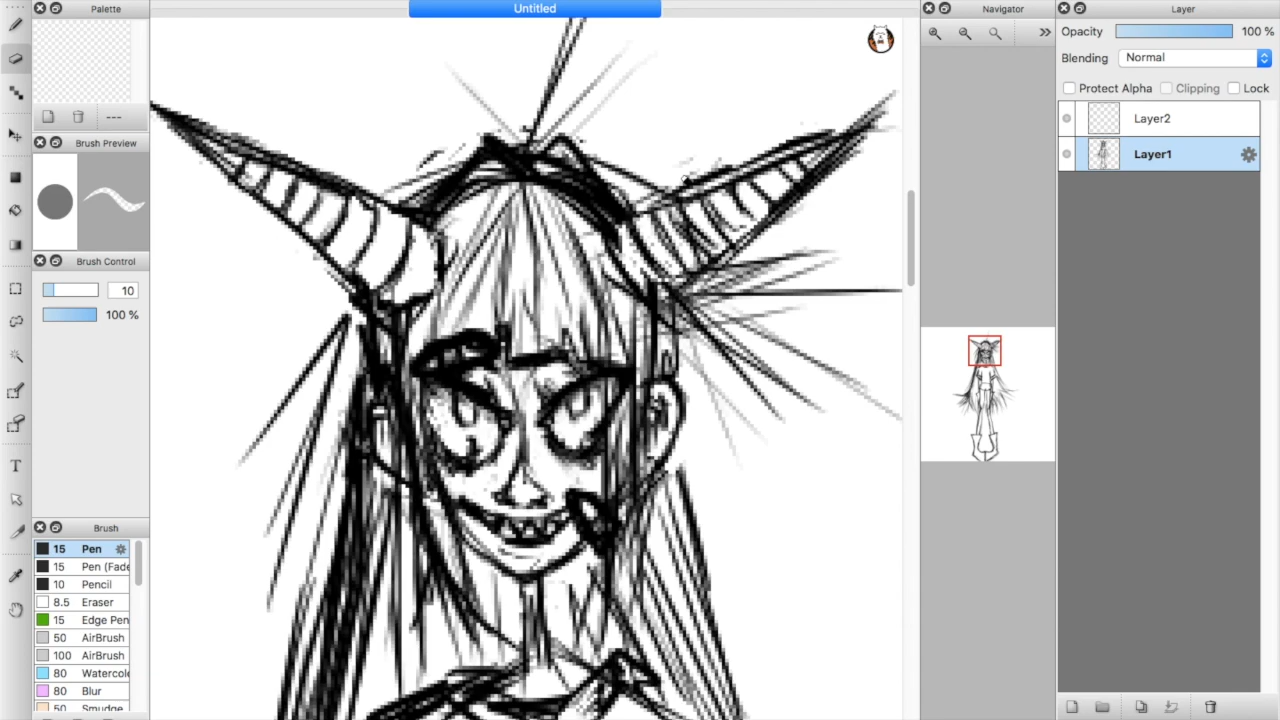 Palette
Untitled
Navigator
Layer
Opacity
100 %
Blending
Normal
Protect Alpha
Clipping
Lock
---
Brush Preview
Layer2
Layer1
Brush Control
10
100 %
T
Brush
15 Pen
15 Pen (Fade
10 Pencil
8.5 Eraser
15 Edge Pen
50 AirBrush
100 AirBrush
80 Watercolo
80 Blur
50 Smudge